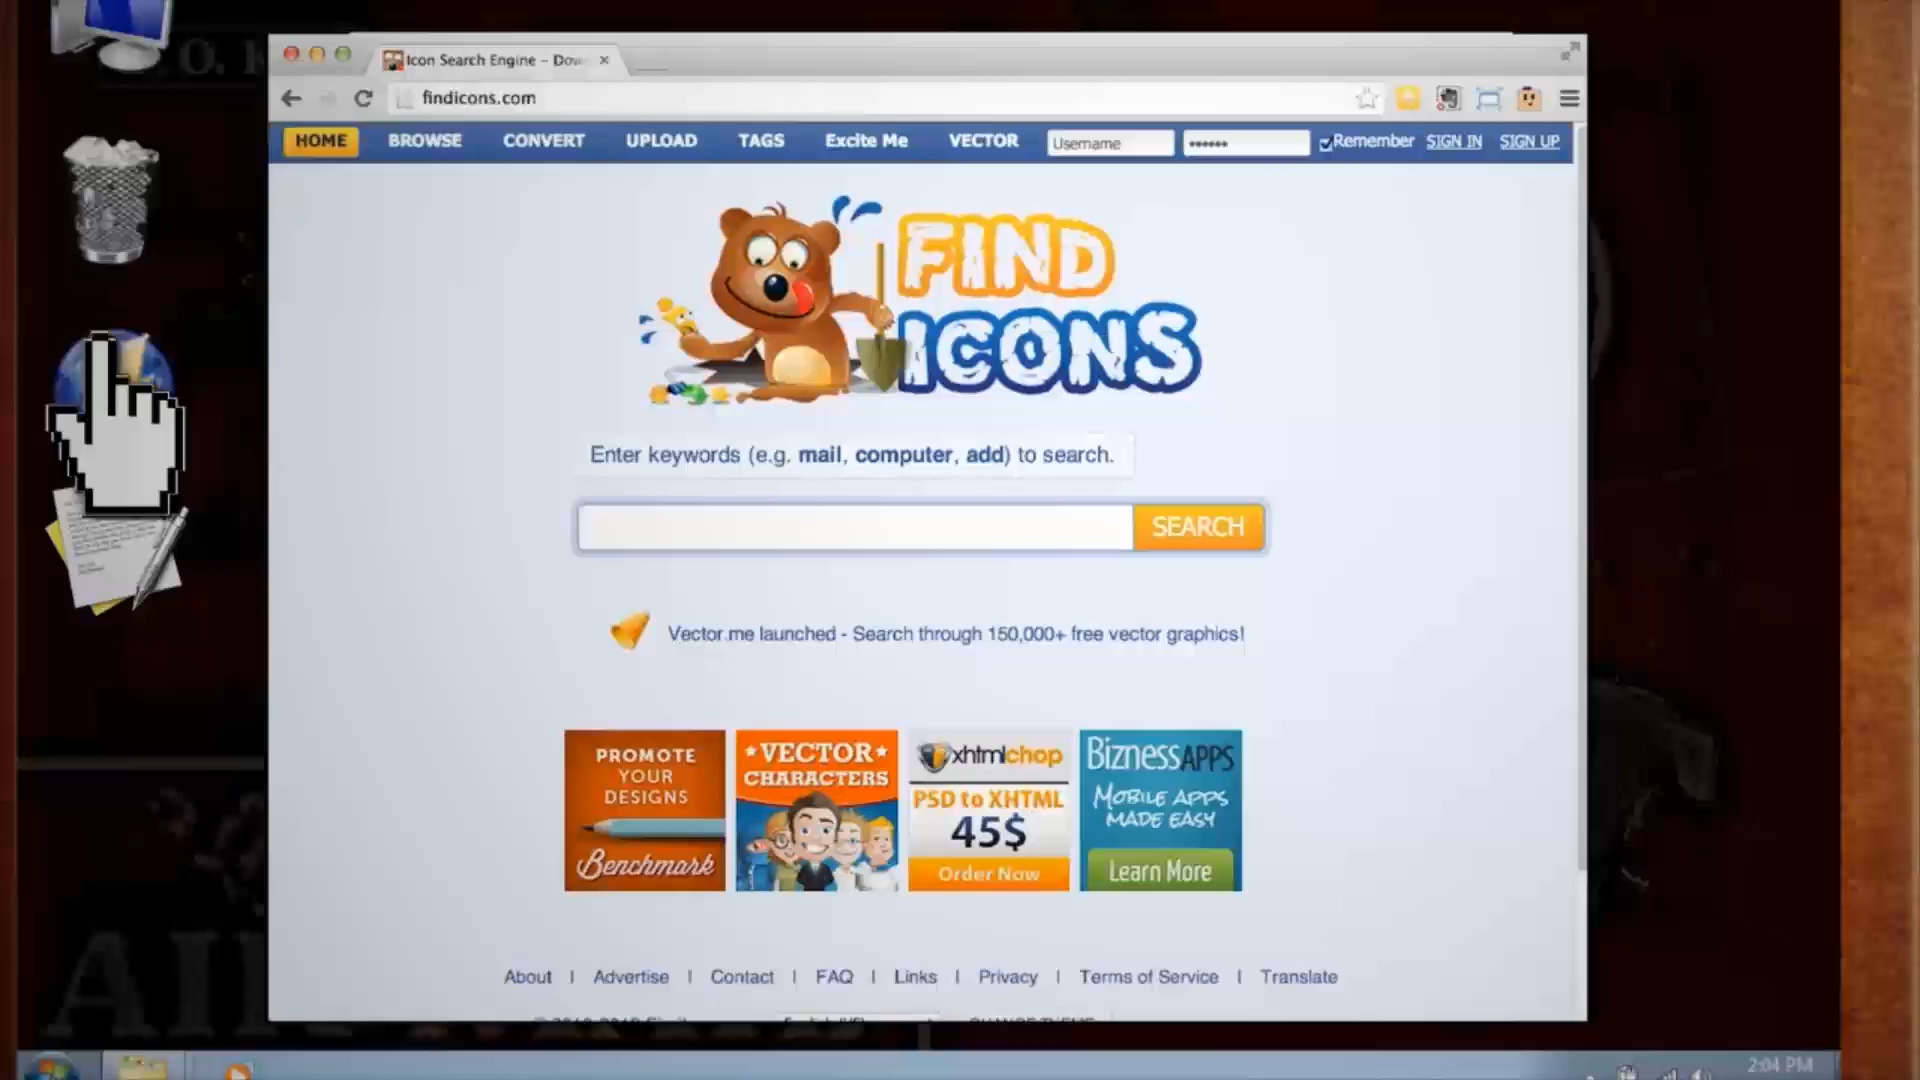 Icon Search Engine – Dow
findicons.com
HOME BROWSE CONVERT UPLOAD TAGS Excite Me VECTOR Username •••••• Remember SIGN IN SIGN UP
FIND
ICONS
Enter keywords (e.g. mail, computer, add) to search.
SEARCH
Vector.me launched - Search through 150,000+ free vector graphics!
PROMOTE
YOUR
DESIGNS
Benchmark
VECTOR
CHARACTERS
xhtmlchop
PSD to XHTML
45$
Order Now
BiznessAPPS
MOBILE APPS
MADE EASY
Learn More
About | Advertise | Contact | FAQ | Links | Privacy | Terms of Service | Translate
2:04 PM